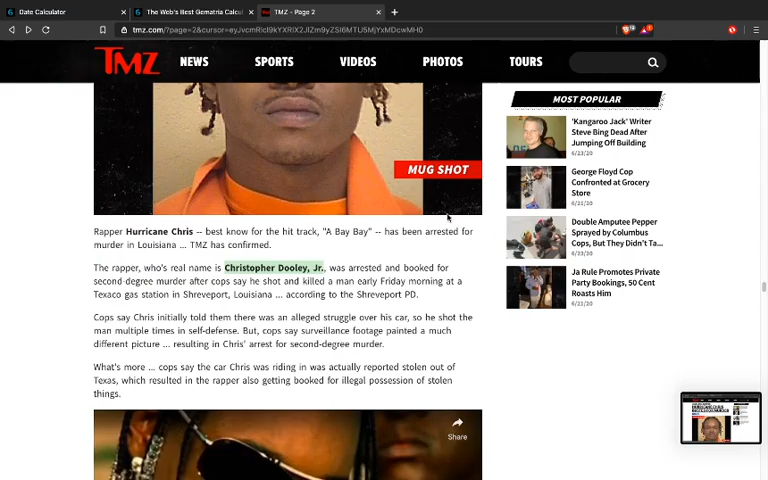 Date Calculator
The Web's Best Gematria Calcul
TMZ - Page 2
TMZ
NEWS
SPORTS
VIDEOS
PHOTOS
TOURS
MUG SHOT
Rapper Hurricane Chris -- best know for the hit track, "A Bay Bay" -- has been arrested for
murder in Louisiana ... TMZ has confirmed.
The rapper, who's real name is Christopher Dooley, Jr., was arrested and booked for
second-degree murder after cops say he shot and killed a man early Friday morning at a
Texaco gas station in Shreveport, Louisiana ... according to the Shreveport PD.
Cops say Chris initially told them there was an alleged struggle over his car, so he shot the
man multiple times in self-defense. But, cops say surveillance footage painted a much
different picture ... resulting in Chris' arrest for second-degree murder.
What's more ... cops say the car Chris was riding in was actually reported stolen out of
Texas, which resulted in the rapper also getting booked for illegal possession of stolen
things.
Share
MOST POPULAR
'Kangaroo Jack' Writer
Steve Bing Dead After
Jumping Off Building
6/23/20
George Floyd Cop
Confronted at Grocery
Store
6/21/20
Double Amputee Pepper
Sprayed by Columbus
Cops, But They Didn't Ta...
6/23/20
Ja Rule Promotes Private
Party Bookings, 50 Cent
Roasts Him
6/21/20